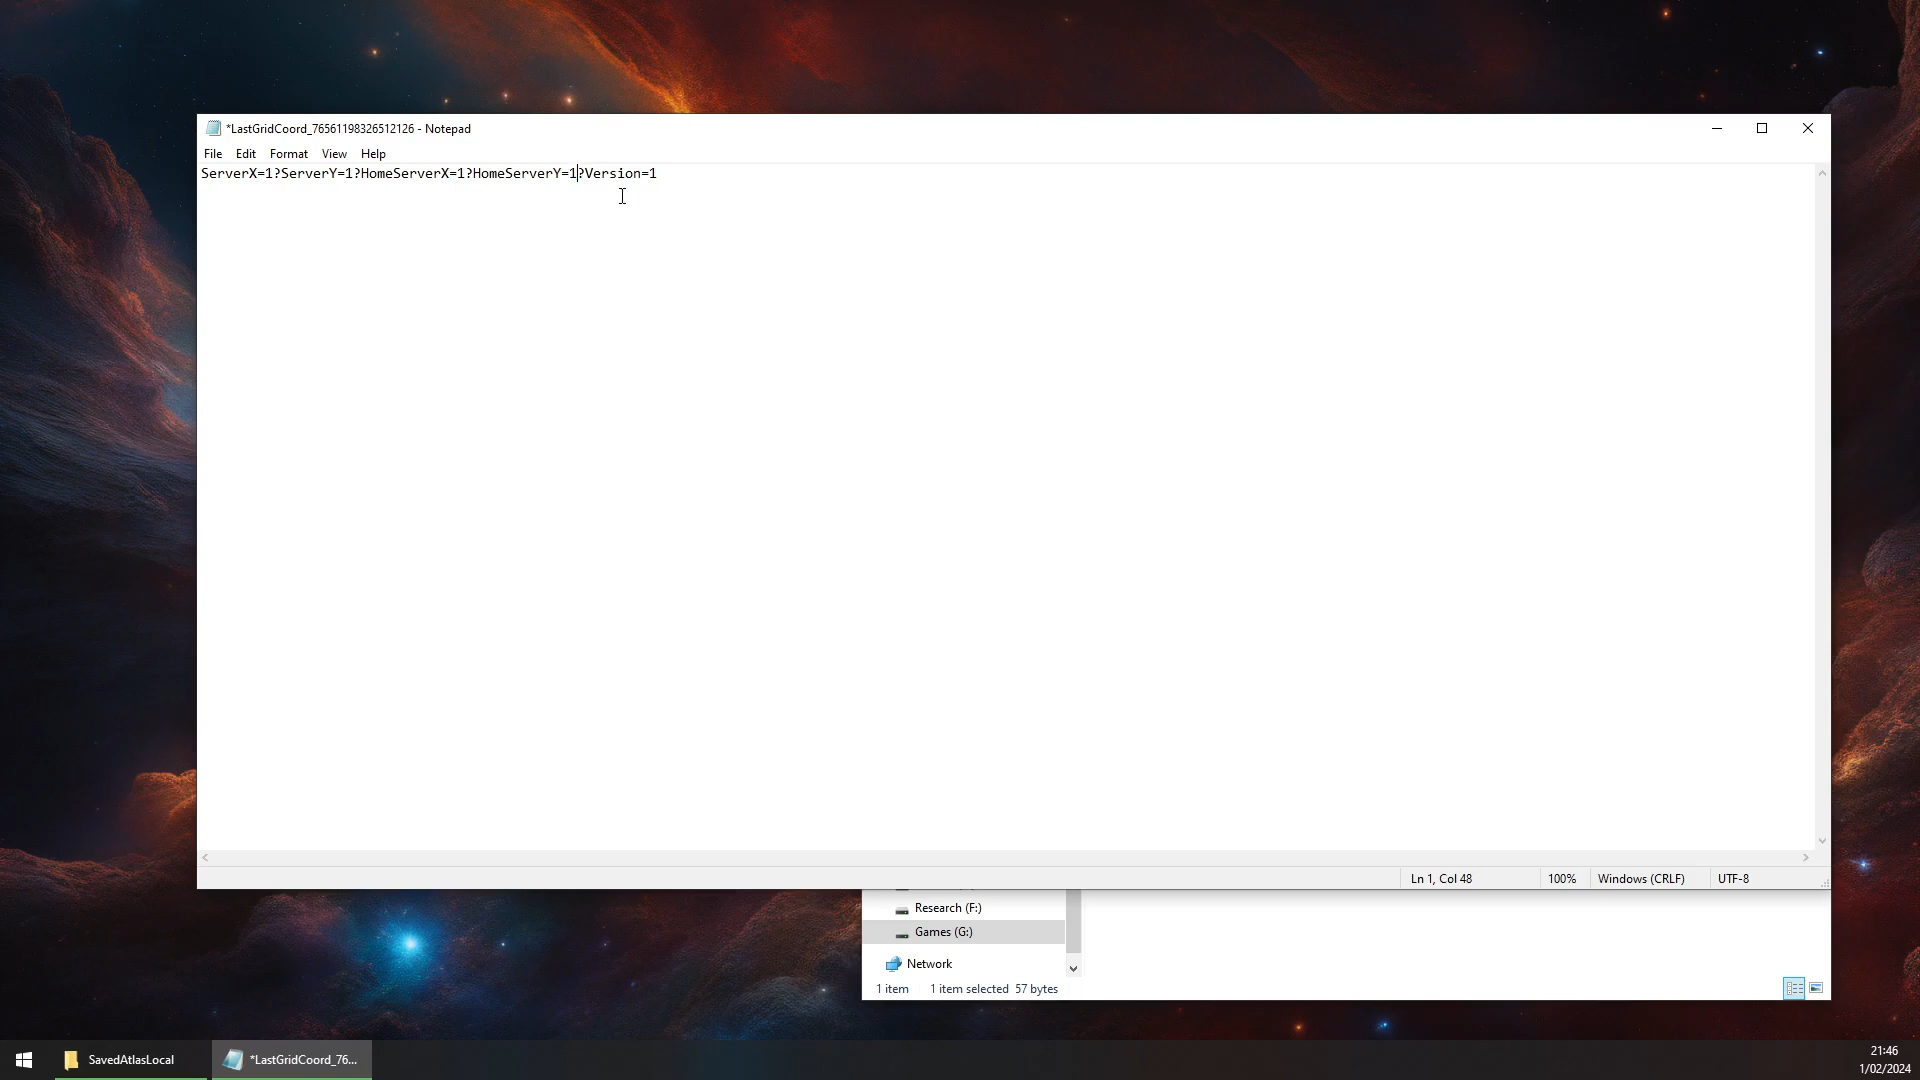 *LastGridCoord_76561198326512126 - Notepad
File Edit Format View Help
ServerX=1?ServerY=1?HomeServerX=1?HomeServerY=1?Version=1
Ln 1, Col 48 100% Windows (CRLF) UTF-8
Research (F:)
Games (G:)
Network
1 item 1 item selected 57 bytes
SavedAtlasLocal *LastGridCoord_76... 21:46
1/02/2024